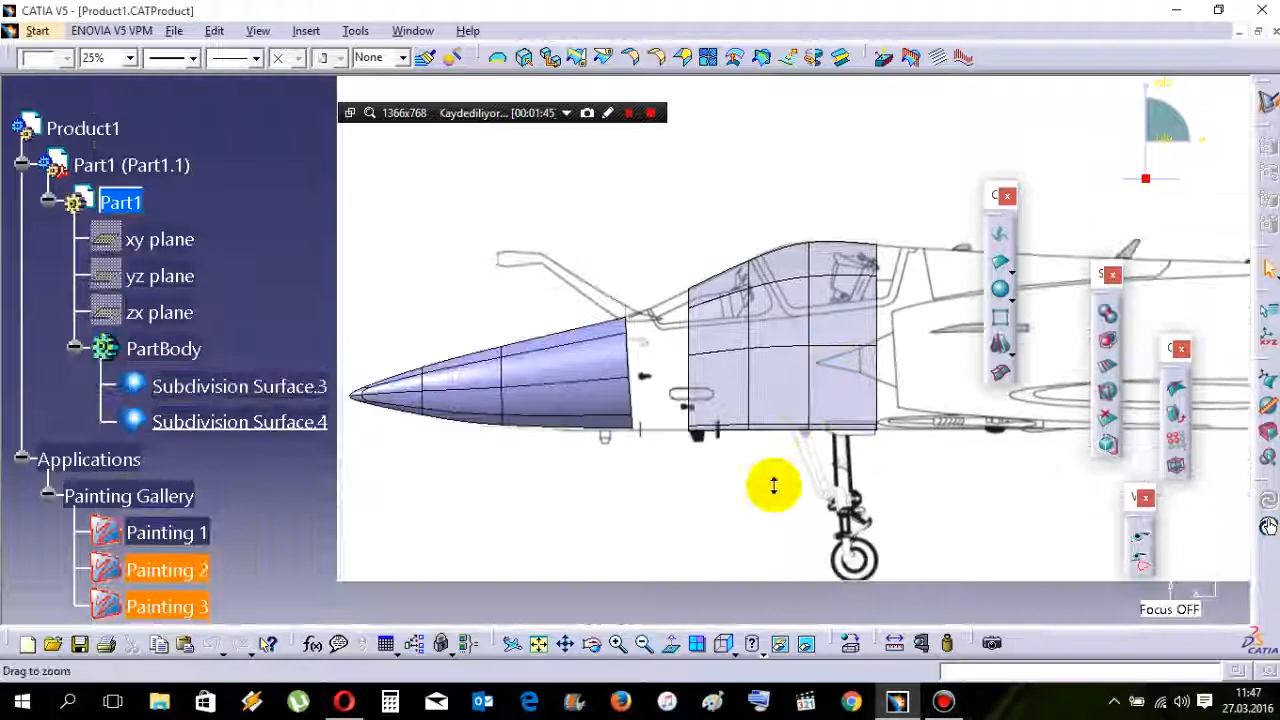 CATIA V5 - [Product1.CATProduct]
Start ENOVIA V5 VPM File Edit View Insert Tools Window Help
25% None
1366x768 Kaydediliyor... [00:01:45]
Product1
Part1 (Part1.1)
Part1
xy plane
yz plane
zx plane
PartBody
Subdivision Surface.3
Subdivision Surface.4
Applications
Painting Gallery
Painting 1
Painting 2
Painting 3
Focus OFF
CATIA
Drag to zoom
11:47
27.03.2016